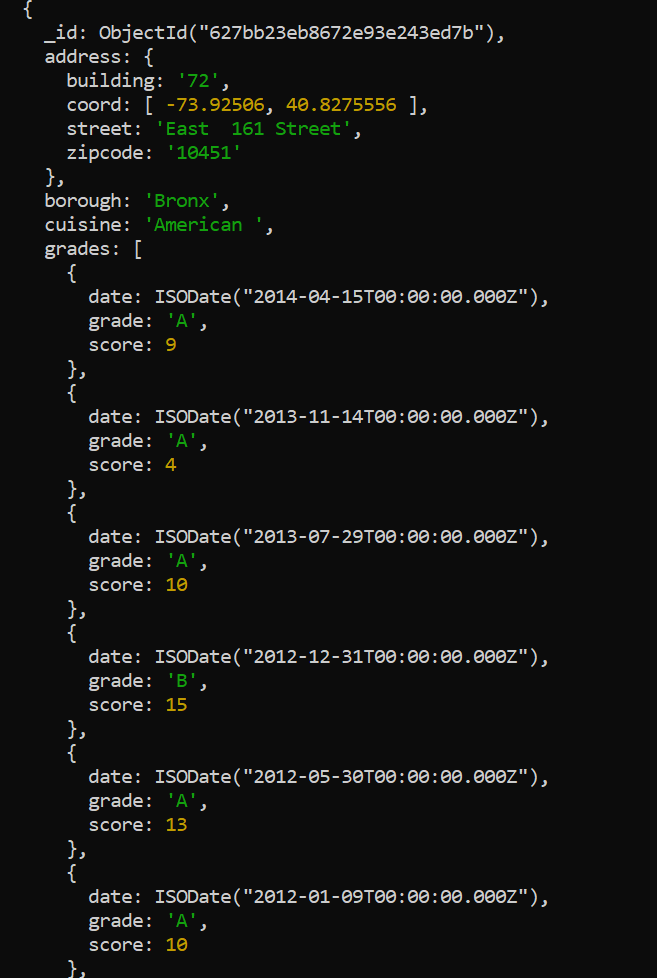 {
  _id: ObjectId("627bb23eb8672e93e243ed7b"),
  address: {
    building: '72',
    coord: [ -73.92506, 40.8275556 ],
    street: 'East  161 Street',
    zipcode: '10451'
  },
  borough: 'Bronx',
  cuisine: 'American ',
  grades: [
    {
      date: ISODate("2014-04-15T00:00:00.000Z"),
      grade: 'A',
      score: 9
    },
    {
      date: ISODate("2013-11-14T00:00:00.000Z"),
      grade: 'A',
      score: 4
    },
    {
      date: ISODate("2013-07-29T00:00:00.000Z"),
      grade: 'A',
      score: 10
    },
    {
      date: ISODate("2012-12-31T00:00:00.000Z"),
      grade: 'B',
      score: 15
    },
    {
      date: ISODate("2012-05-30T00:00:00.000Z"),
      grade: 'A',
      score: 13
    },
    {
      date: ISODate("2012-01-09T00:00:00.000Z"),
      grade: 'A',
      score: 10
    },